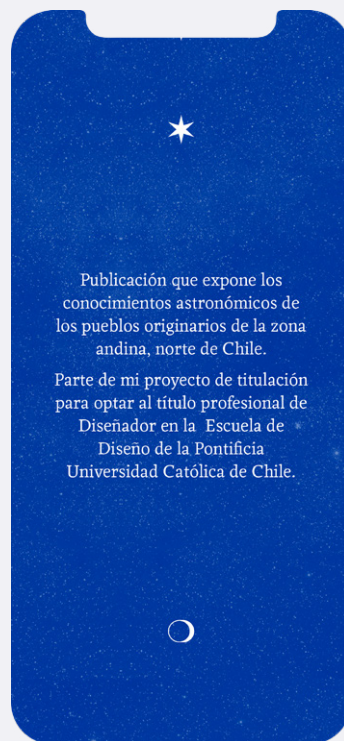 Publicación que expone los
conocimientos astronómicos de
los pueblos originarios de la zona
andina, norte de Chile.
Parte de mi proyecto de titulación
para optar al título profesional de
Diseñador en la Escuela de
Diseño de la Pontificia
Universidad Católica de Chile.